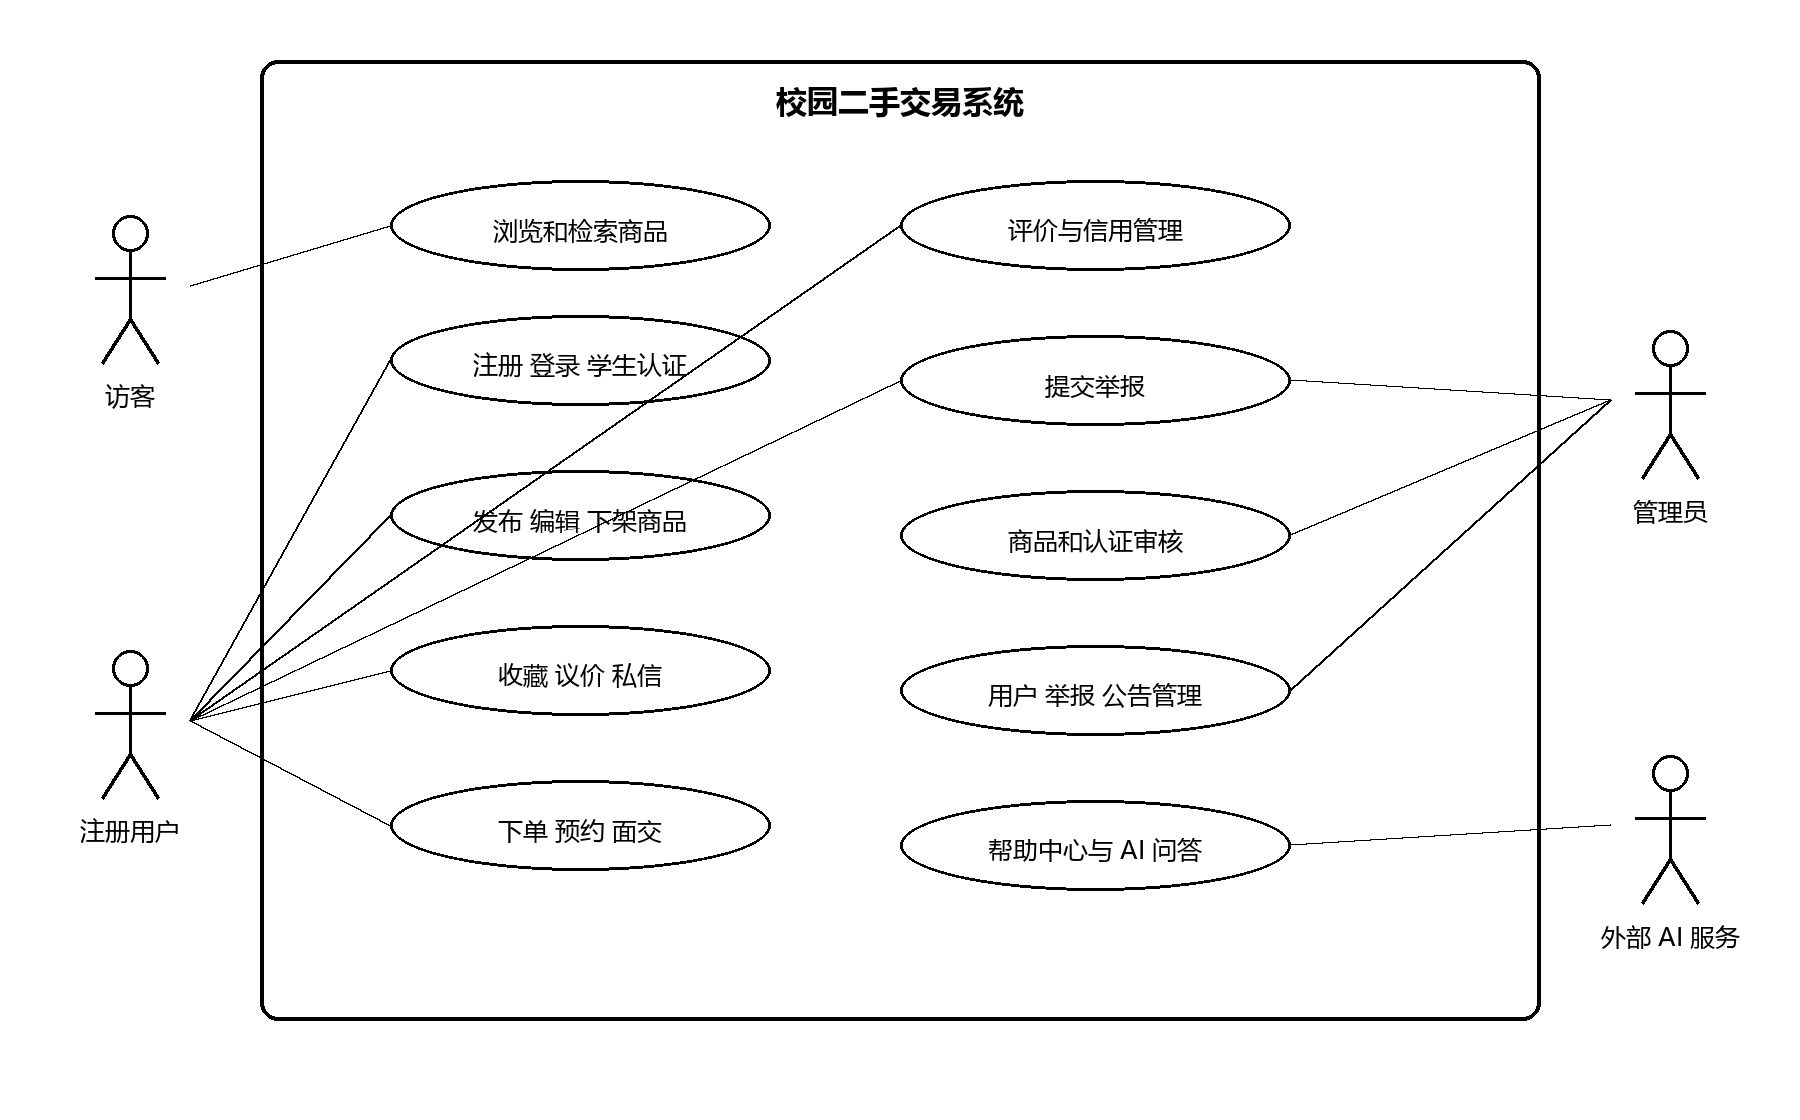 校园二手交易系统
浏览和检索商品
评价与信用管理
注册 登录 学生认证
提交举报
访客
发布 编辑 下架商品
商品和认证审核
管理员
收藏 议价 私信
用户 举报 公告管理
注册用户
下单 预约 面交
帮助中心与 AI 问答
外部 AI 服务